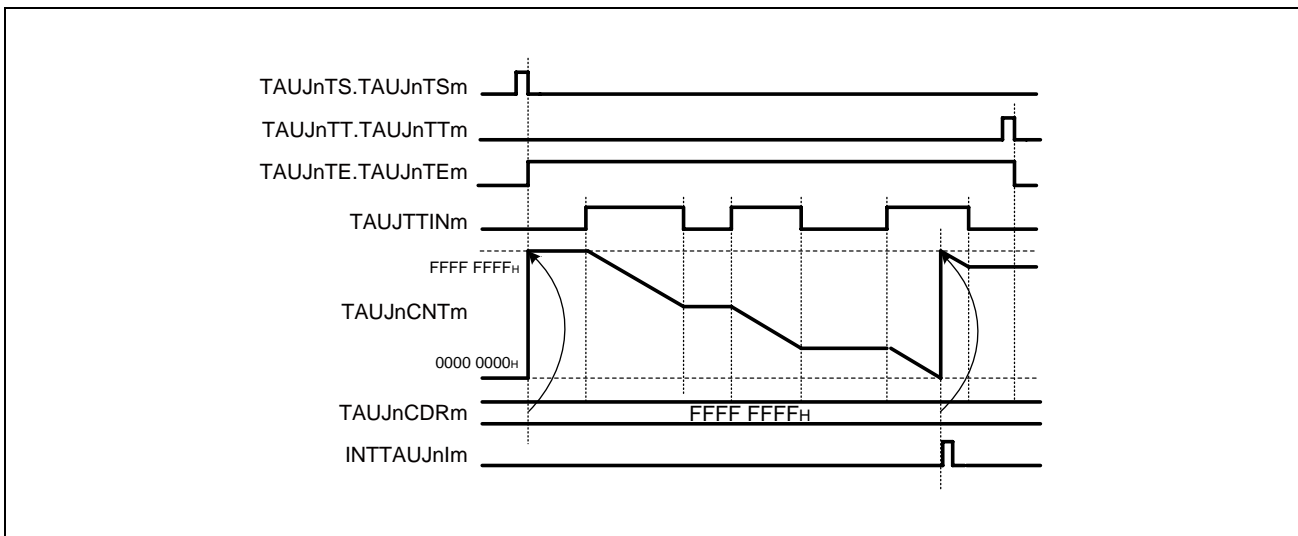 TAUJnTS.TAUJnTSm
TAUJnTT.TAUJnTTm
TAUJnTE.TAUJnTEm
TAUJTTINm
FFFF FFFFH
TAUJnCNTm
0000 0000H
TAUJnCDRm FFFF FFFFH
INTTAUJnIm